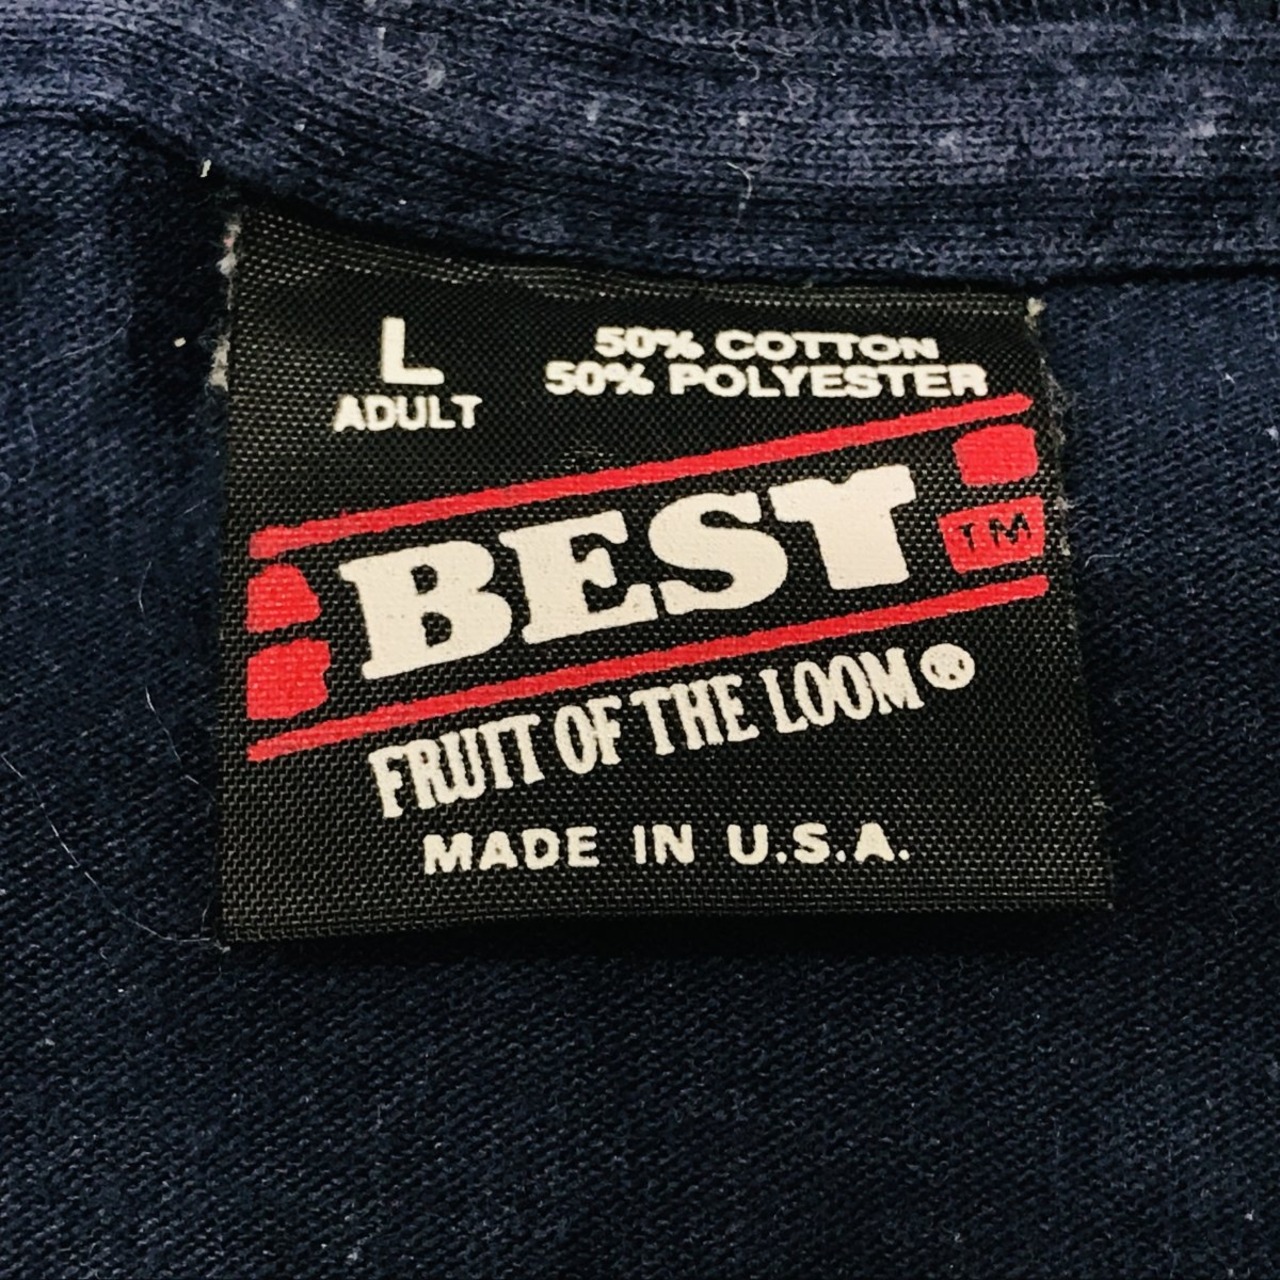 L
ADULT
50% COTTON
50% POLYESTER
BEST
TM
FRUIT OF THE LOOM®
MADE IN U.S.A.